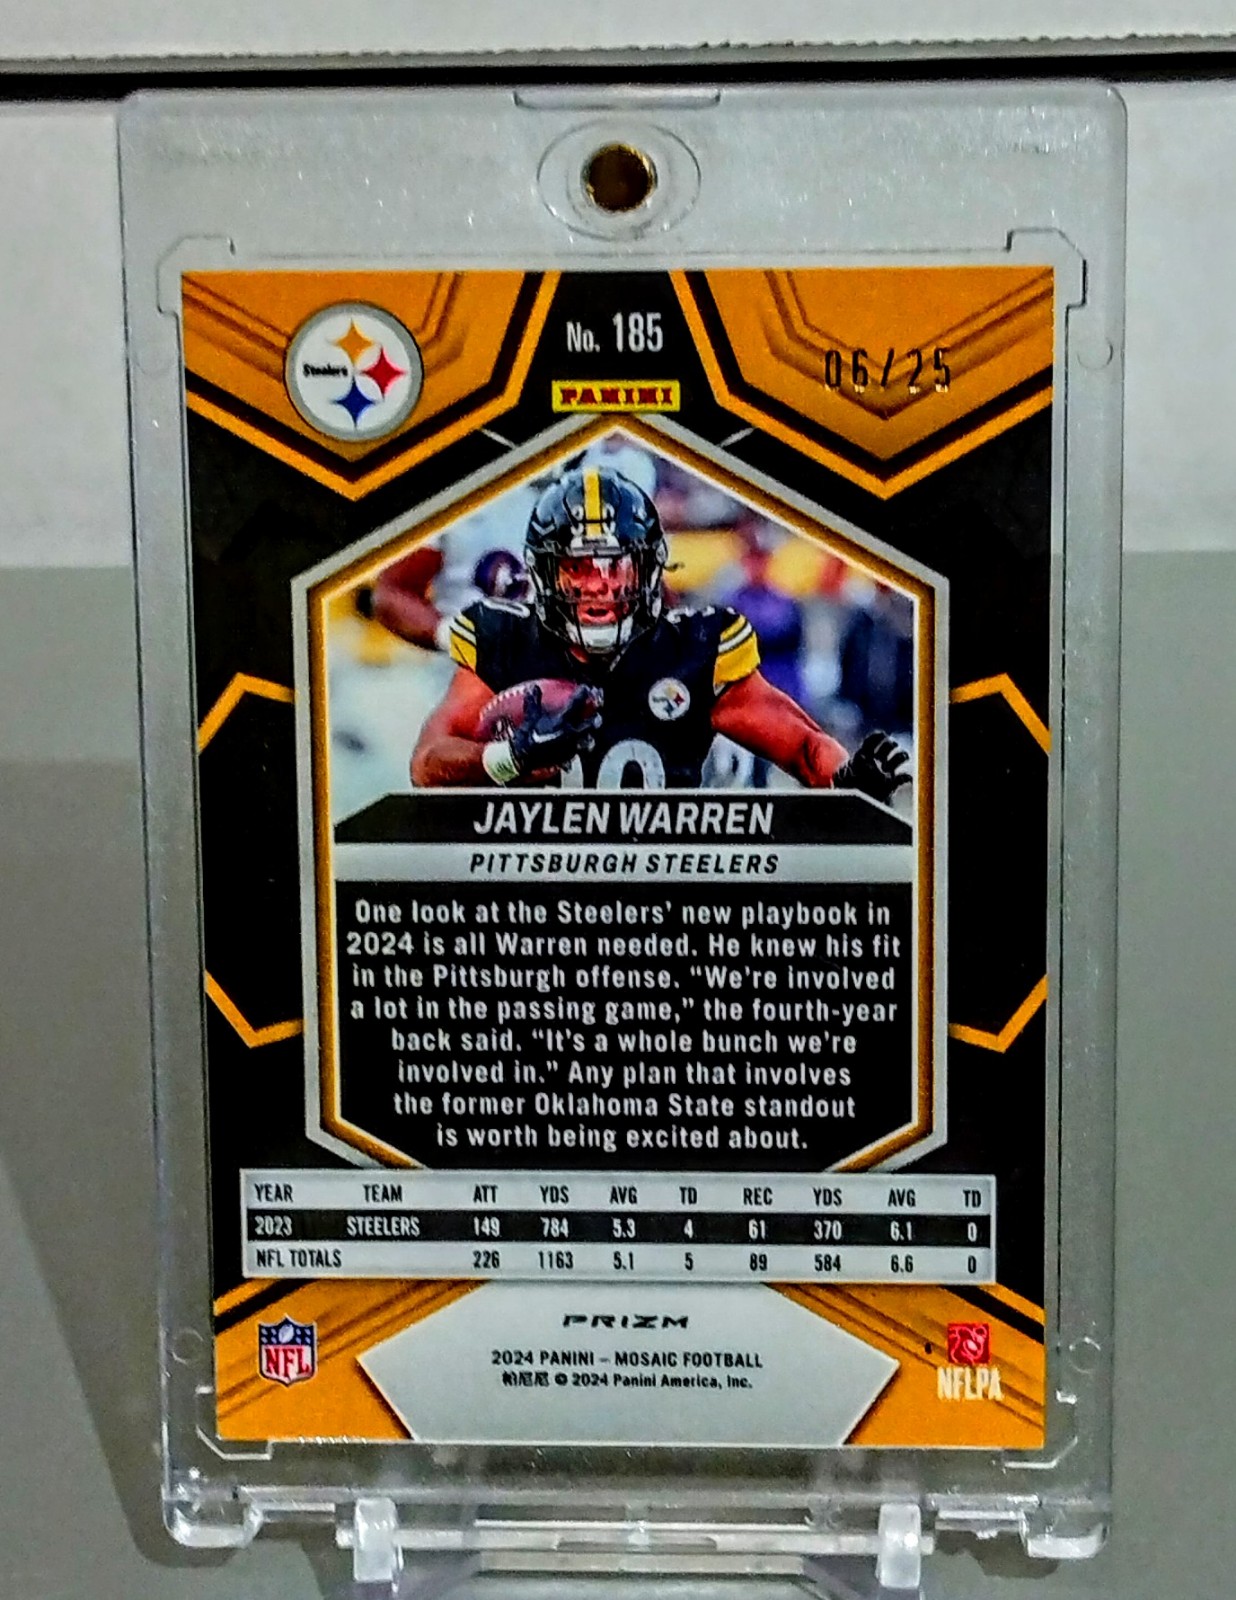 No. 185
06/25
Steelers
PANINI
JAYLEN WARREN
PITTSBURGH STEELERS
One look at the Steelers' new playbook in
2024 is all Warren needed. He knew his fit
in the Pittsburgh offense. "We're involved
a lot in the passing game," the fourth-year
back said. "It's a whole bunch we're
involved in." Any plan that involves
the former Oklahoma State standout
is worth being excited about.
YEAR TEAM ATT YDS AVG TD REC YDS AVG TD
2023 STEELERS 149 784 5.3 4 61 370 6.1 0
NFL TOTALS 226 1163 5.1 5 89 584 6.6 0
PRIZM
2024 PANINI – MOSAIC FOOTBALL
帕尼尼 © 2024 Panini America, Inc.
NFL
NFLPA